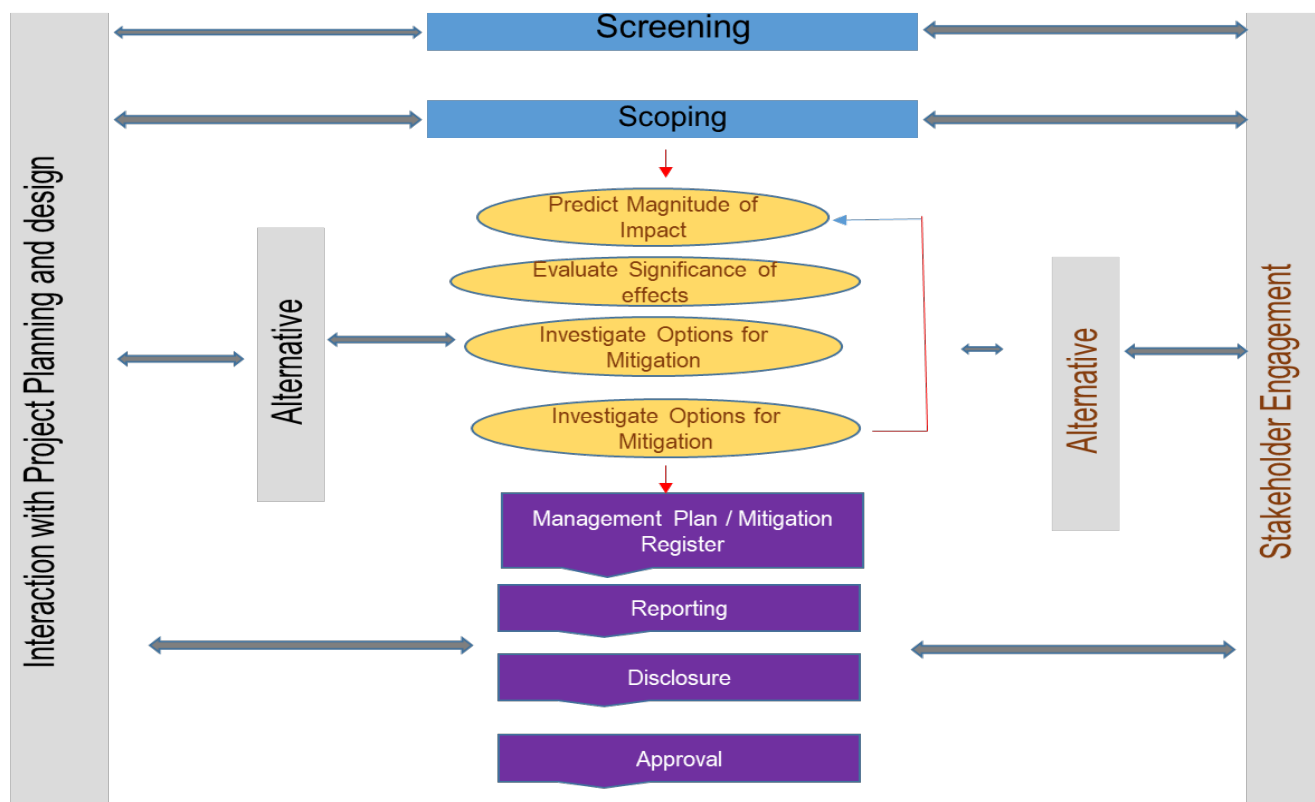 Screening
Scoping
Interaction with Project Planning and design
Alternative
Predict Magnitude of
Impact
Evaluate Significance of
effects
Investigate Options for
Mitigation
Investigate Options for
Mitigation
Alternative
Stakeholder Engagement
Management Plan / Mitigation
Register
Reporting
Disclosure
Approval